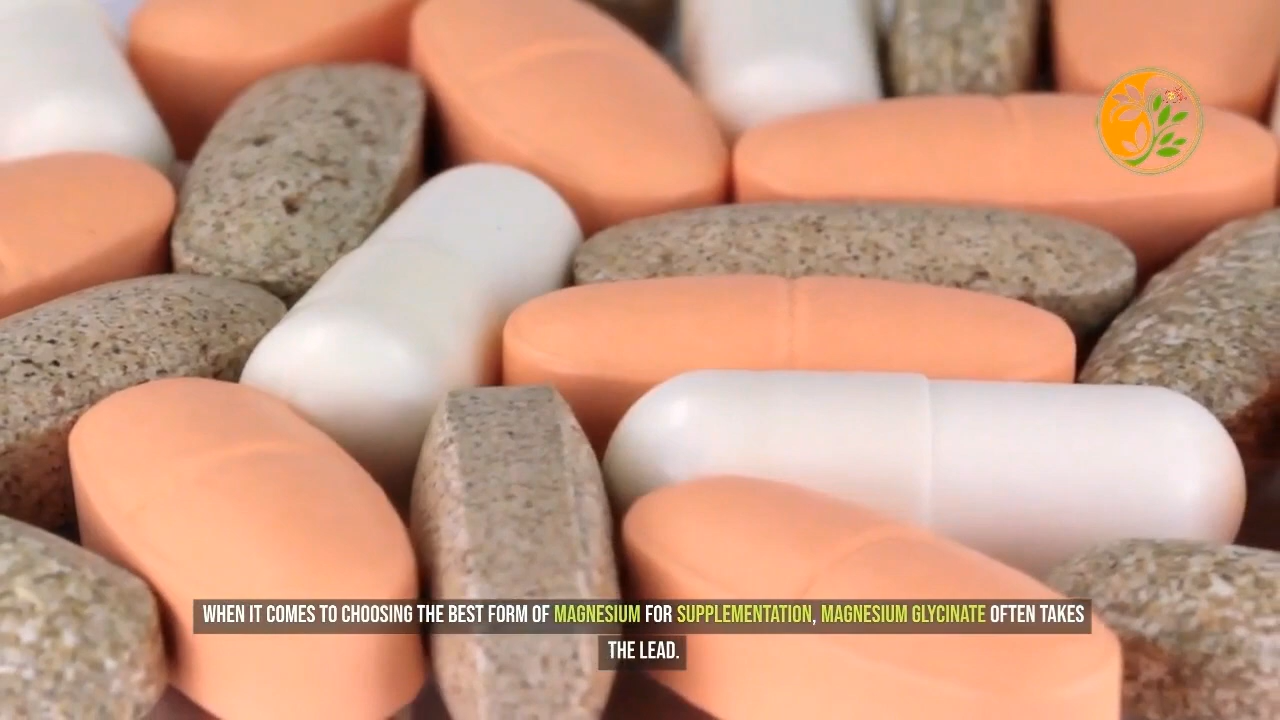 WHEN IT COMES TO CHOOSING THE BEST FORM OF MAGNESIUM FOR SUPPLEMENTATION, MAGNESIUM GLYCINATE OFTEN TAKES
THE LEAD.